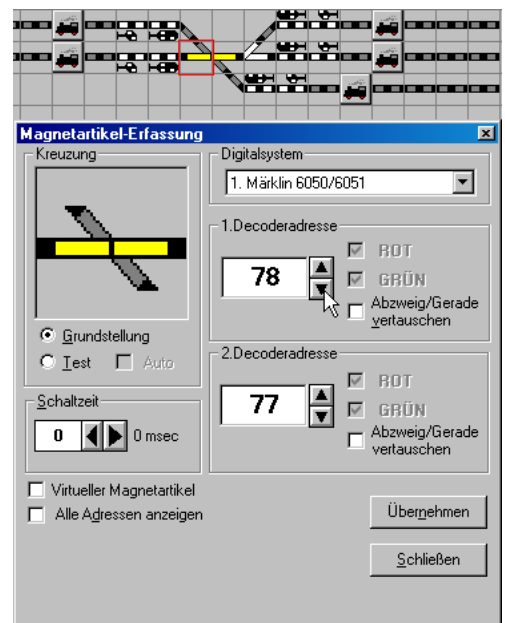 Magnetartikel-Erfassung
Kreuzung
Grundstellung
Test
Auto
Schaltzeit
0
0 msec
Digitalsystem
1. Märklin 6050/6051
1.Decoderadresse
78
ROT
GRÜN
Abzweig/Gerade
vertauschen
2.Decoderadresse
77
ROT
GRÜN
Abzweig/Gerade
vertauschen
Virtueller Magnetartikel
Alle Adressen anzeigen
Übernehmen
Schließen